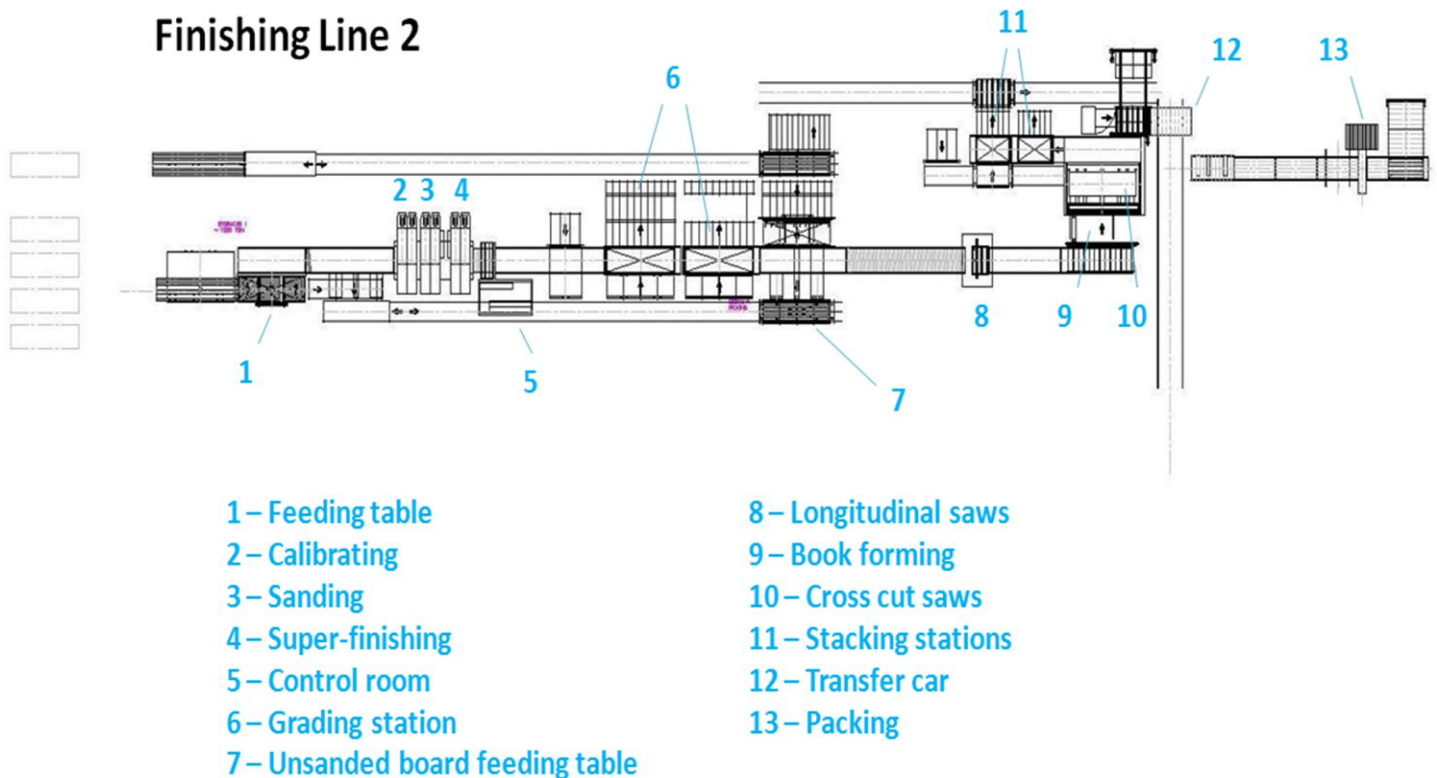 Finishing Line 2
11
12
13
6
2 3 4
8
9
10
1
5
7
1 – Feeding table
2 – Calibrating
3 – Sanding
4 – Super-finishing
5 – Control room
6 – Grading station
7 – Unsanded board feeding table
8 – Longitudinal saws
9 – Book forming
10 – Cross cut saws
11 – Stacking stations
12 – Transfer car
13 – Packing